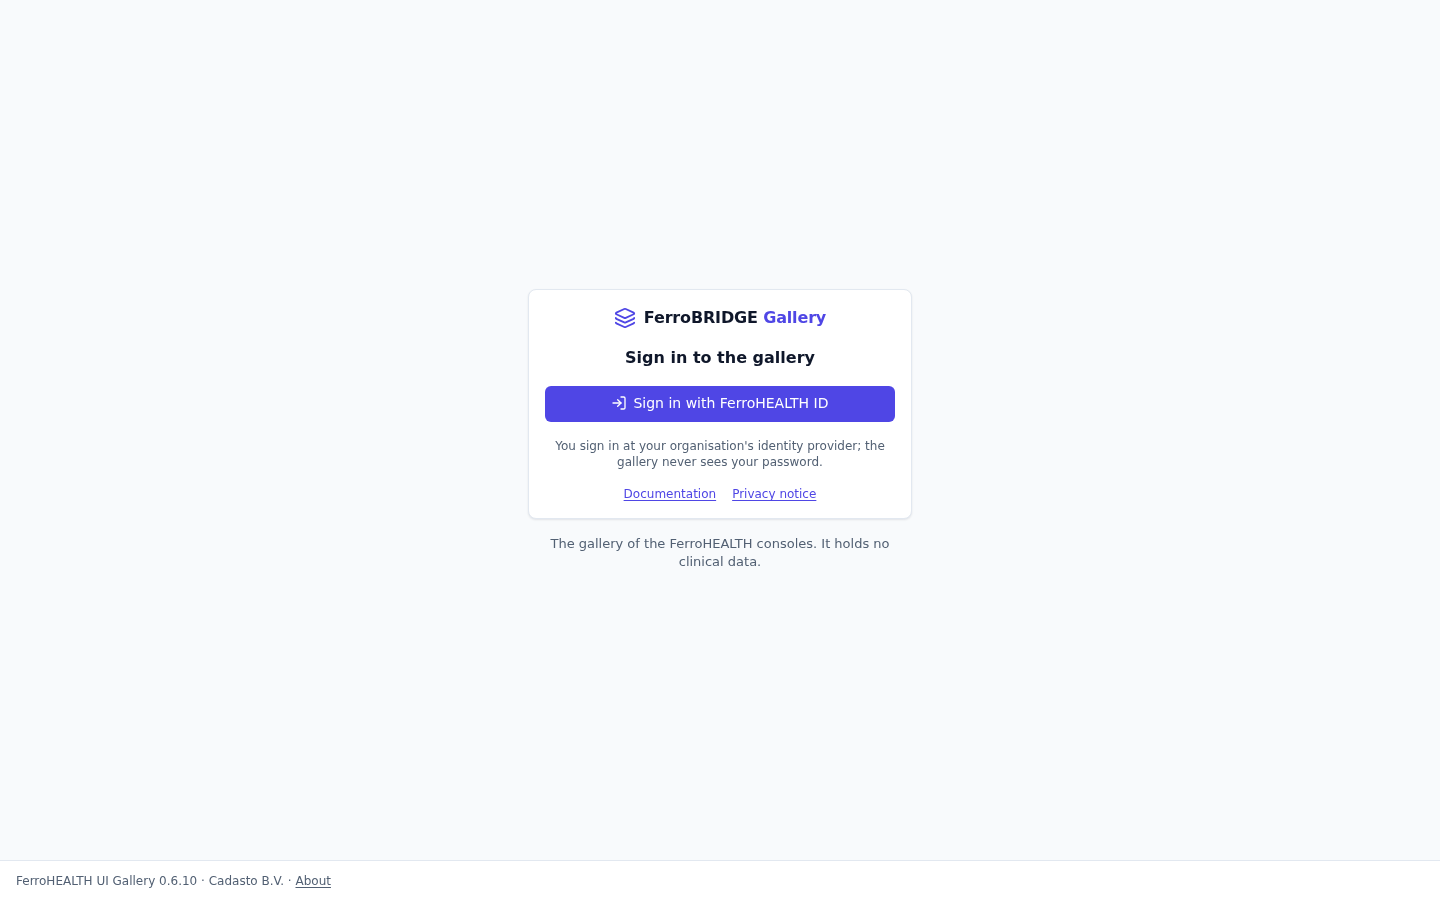 FerroBRIDGE Gallery
Sign in to the gallery
Sign in with FerroHEALTH ID
You sign in at your organisation's identity provider; the
gallery never sees your password.
Documentation Privacy notice
The gallery of the FerroHEALTH consoles. It holds no
clinical data.
FerroHEALTH UI Gallery 0.6.10 · Cadasto B.V. · About